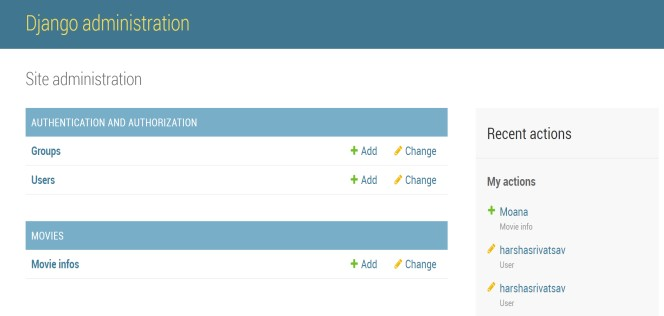 Django administration
Site administration
AUTHENTICATION AND AUTHORIZATION
Groups Add Change
Users Add Change
MOVIES
Movie infos Add Change
Recent actions
My actions
Moana
Movie info
harshasrivatsav
User
harshasrivatsav
User